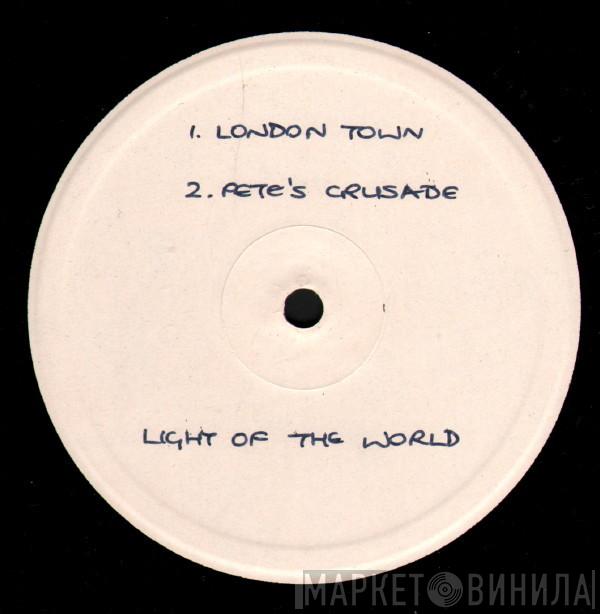 1. LONDON TOWN
2. PETE'S CRUSADE
LIGHT OF THE WORLD
МАРКЕТ ВИНИЛА